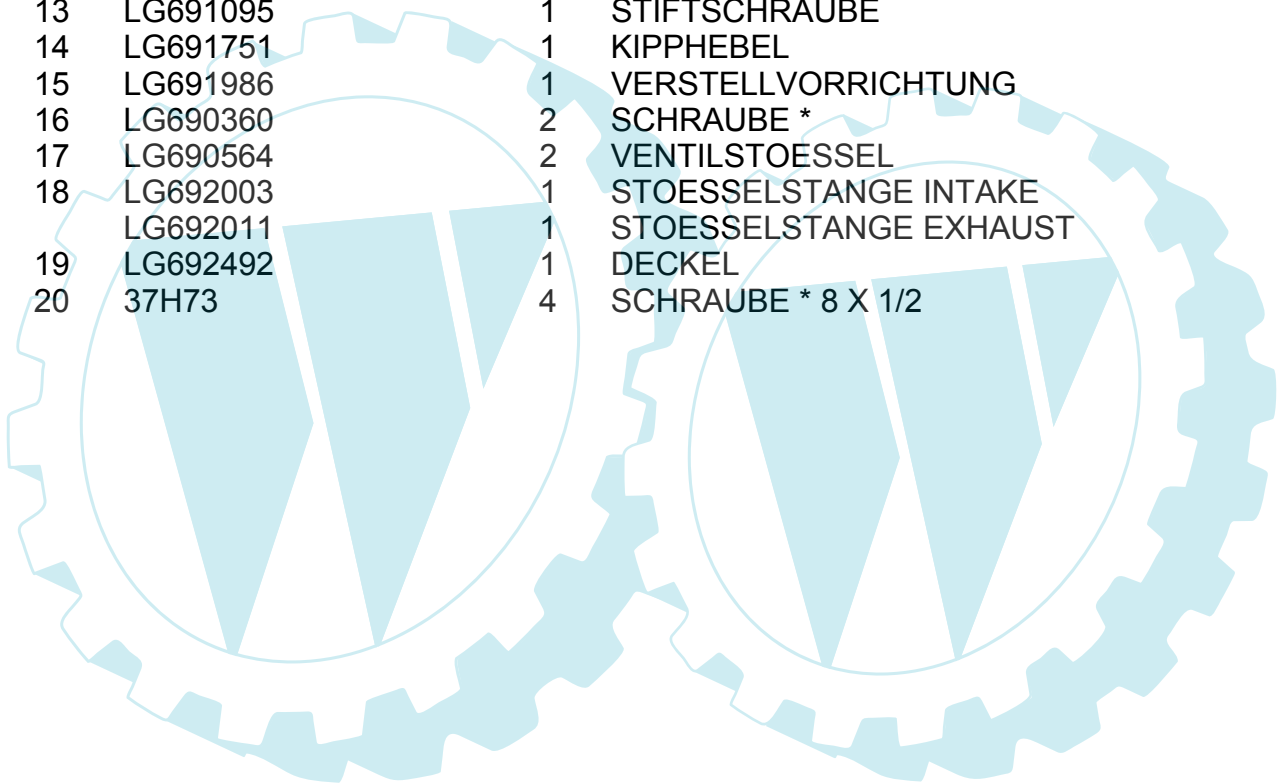 13 LG691095 1 STIFTSCHRAUBE
14 LG691751 1 KIPPHEBEL
15 LG691986 1 VERSTELLVORRICHTUNG
16 LG690360 2 SCHRAUBE *
17 LG690564 2 VENTILSTOESSEL
18 LG692003 1 STOESSELSTANGE INTAKE
LG692011 1 STOESSELSTANGE EXHAUST
19 LG692492 1 DECKEL
20 37H73 4 SCHRAUBE * 8 X 1/2